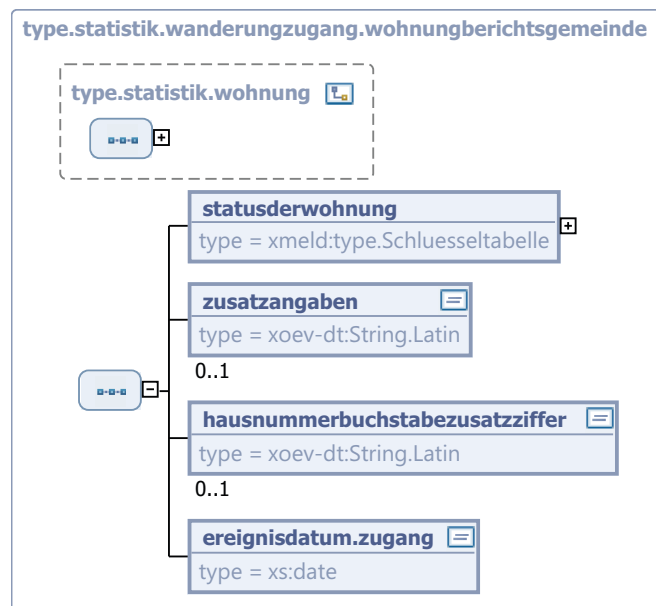 type.statistik.wanderungzugang.wohnungberichtsgemeinde
type.statistik.wohnung
statusderwohnung
type = xmeld:type.Schluesseltabelle
zusatzangaben
type = xoev-dt:String.Latin
0..1
hausnummerbuchstabezusatzziffer
type = xoev-dt:String.Latin
0..1
ereignisdatum.zugang
type = xs:date